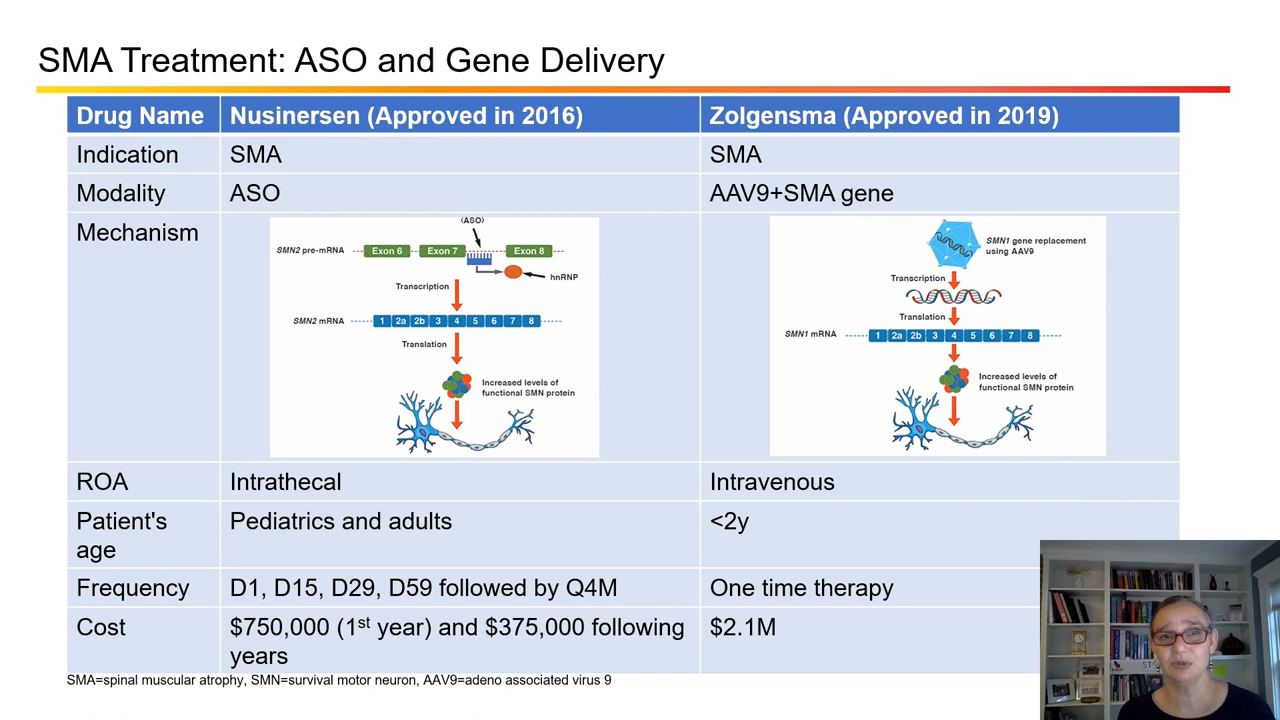 SMA Treatment: ASO and Gene Delivery
Drug Name
Nusinersen (Approved in 2016)
Zolgensma (Approved in 2019)
Indication
SMA
SMA
Modality
ASO
AAV9+SMA gene
Mechanism
(ASO)
SMN2 pre-mRNA
Exon 6
Exon 7
Exon 8
hnRNP
Transcription
SMN2 mRNA
1 2a 2b 3 4 5 6 7 8
Translation
Increased levels of
functional SMN protein
SMN1 gene replacement
using AAV9
Transcription
Translation
SMN1 mRNA
1 2a 2b 3 4 5 6 7 8
Increased levels of
functional SMN protein
ROA
Intrathecal
Intravenous
Patient's
age
Pediatrics and adults
<2y
Frequency
D1, D15, D29, D59 followed by Q4M
One time therapy
Cost
$750,000 (1st year) and $375,000 following
years
$2.1M
SMA=spinal muscular atrophy, SMN=survival motor neuron, AAV9=adeno associated virus 9